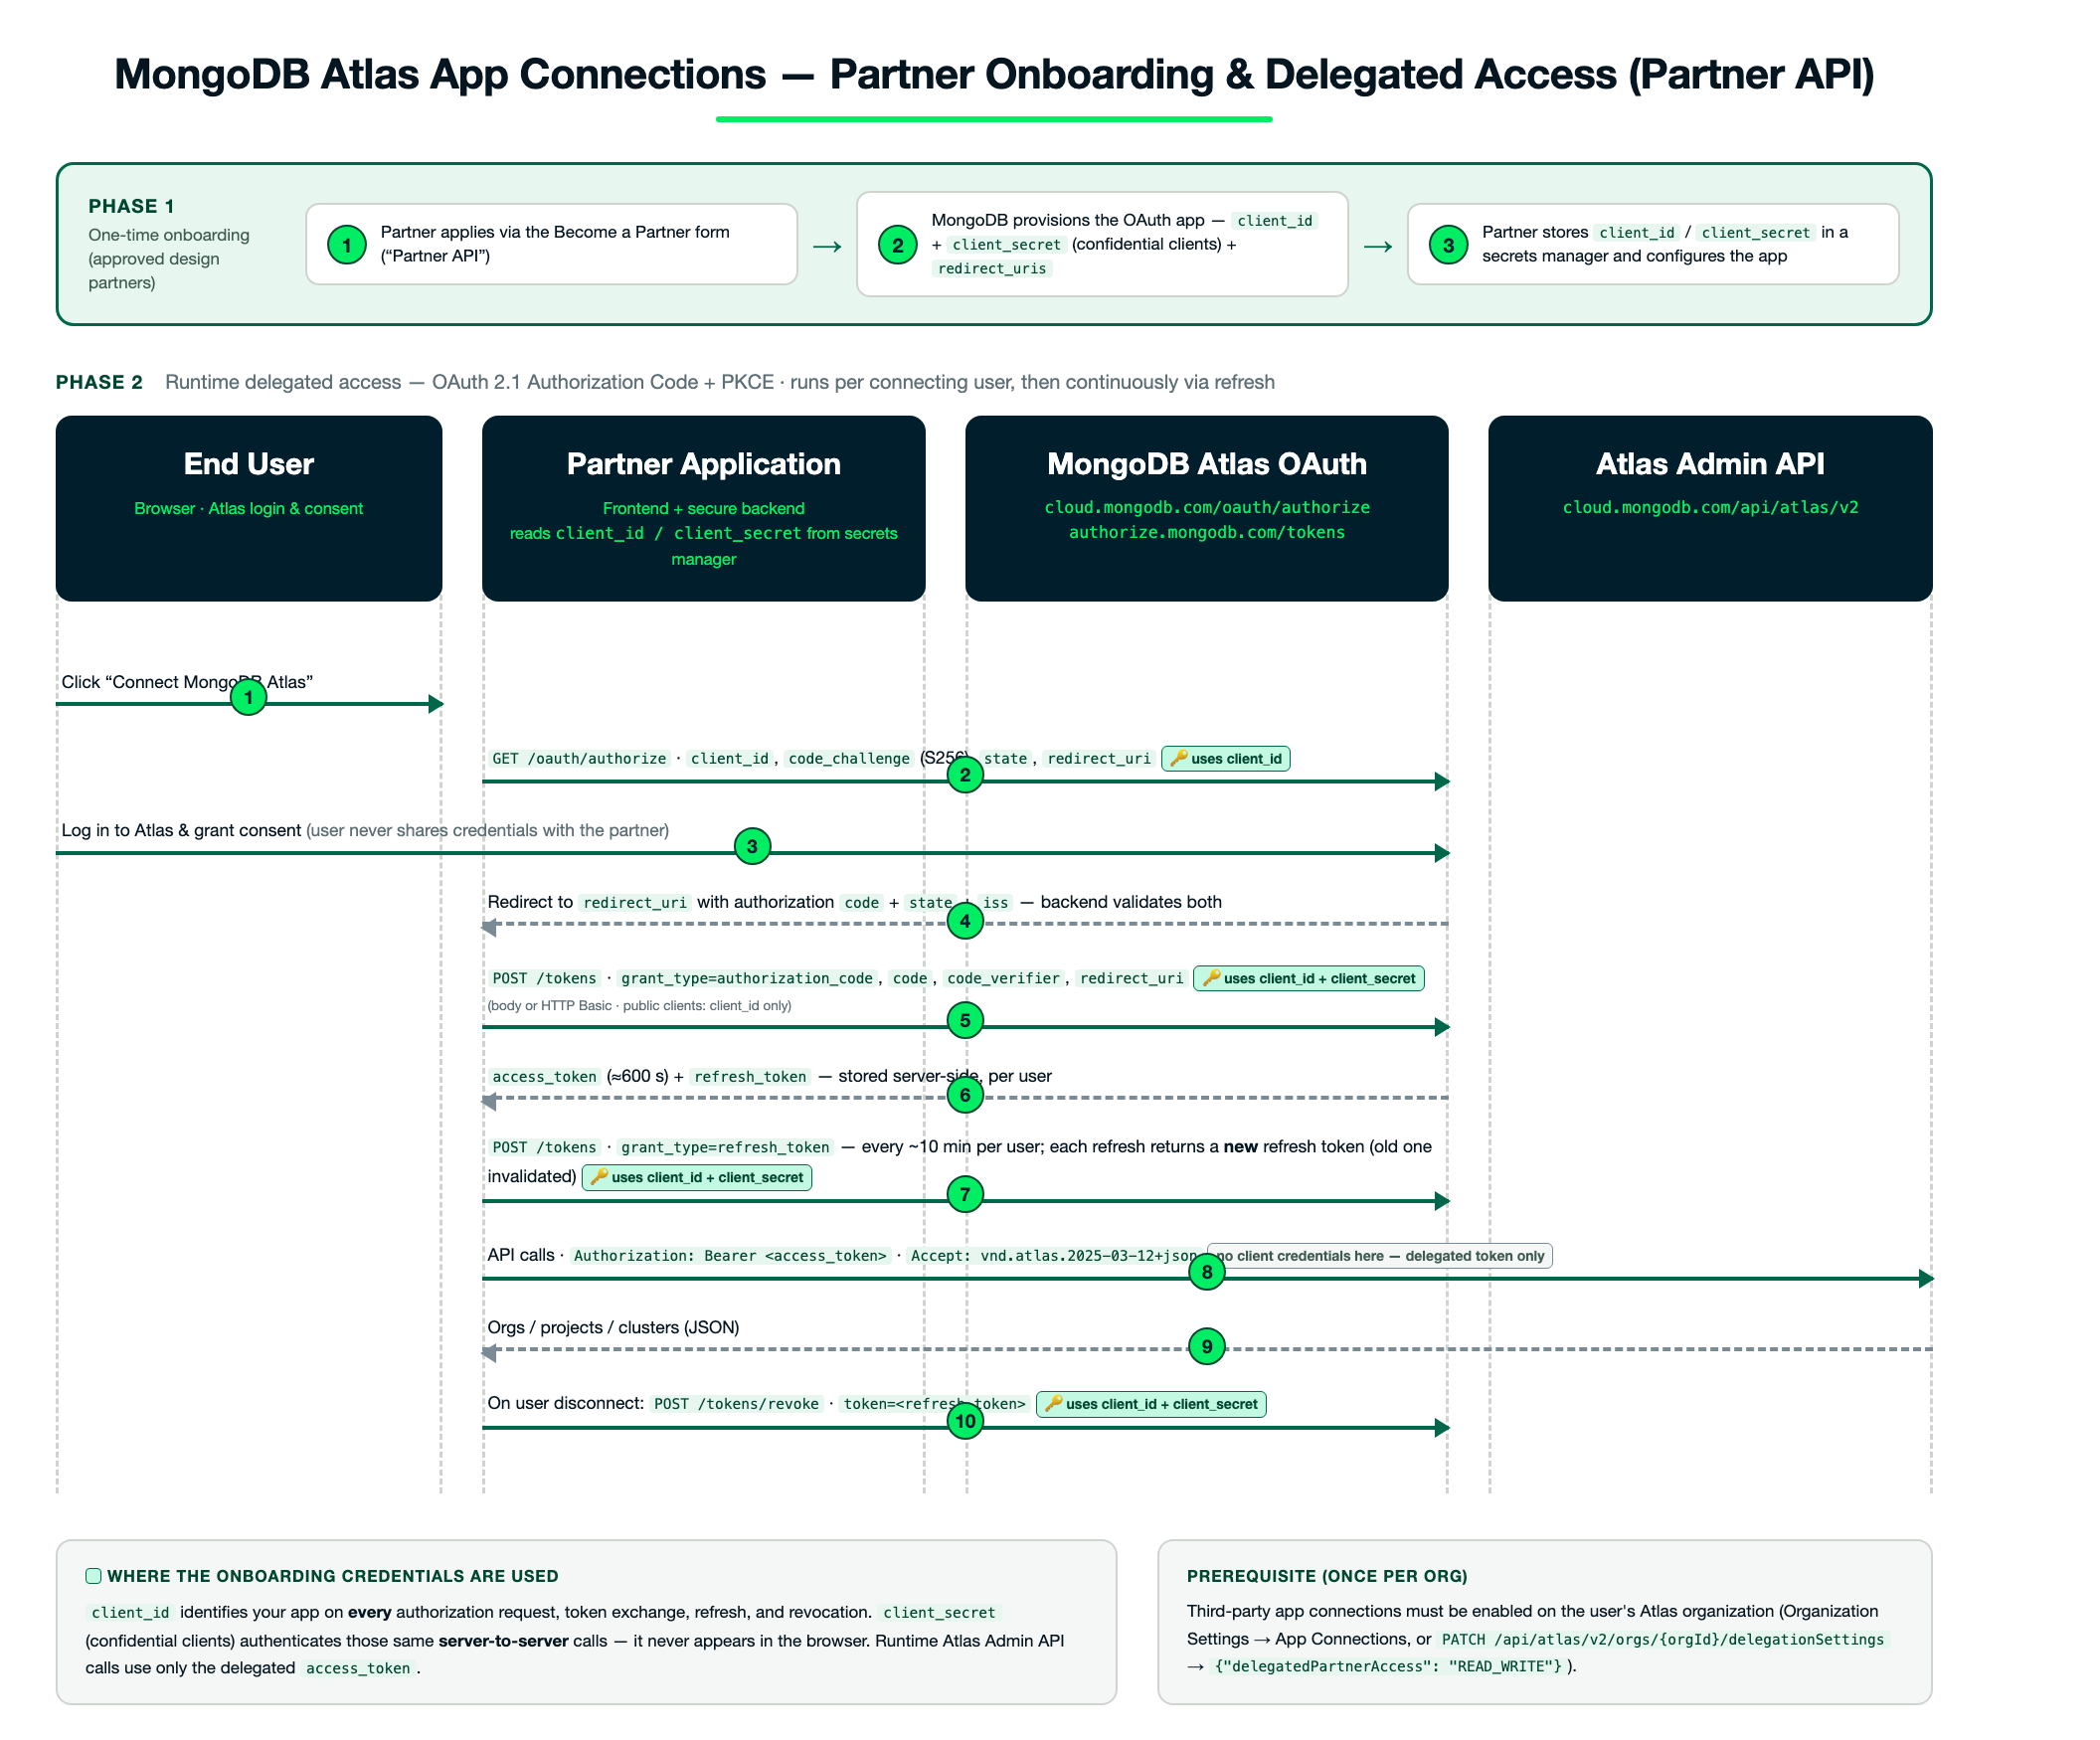 MongoDB Atlas App Connections — Partner Onboarding & Delegated Access (Partner API)
PHASE 1
One-time onboarding
(approved design
partners)
1
Partner applies via the Become a Partner form
(“Partner API”)
→
2
MongoDB provisions the OAuth app — client_id
+ client_secret (confidential clients) +
redirect_uris
→
3
Partner stores client_id / client_secret in a
secrets manager and configures the app
PHASE 2 Runtime delegated access — OAuth 2.1 Authorization Code + PKCE · runs per connecting user, then continuously via refresh
End User
Browser · Atlas login & consent
Partner Application
Frontend + secure backend
reads client_id / client_secret from secrets
manager
MongoDB Atlas OAuth
cloud.mongodb.com/oauth/authorize
authorize.mongodb.com/tokens
Atlas Admin API
cloud.mongodb.com/api/atlas/v2
Click “Connect MongoDB Atlas”
1
GET /oauth/authorize · client_id, code_challenge (S256), state, redirect_uri 🔑 uses client_id
2
Log in to Atlas & grant consent (user never shares credentials with the partner)
3
Redirect to redirect_uri with authorization code + state + iss — backend validates both
4
POST /tokens · grant_type=authorization_code, code, code_verifier, redirect_uri 🔑 uses client_id + client_secret
(body or HTTP Basic · public clients: client_id only)
5
access_token (≈600 s) + refresh_token — stored server-side, per user
6
POST /tokens · grant_type=refresh_token — every ~10 min per user; each refresh returns a new refresh token (old one
invalidated) 🔑 uses client_id + client_secret
7
API calls · Authorization: Bearer <access_token> · Accept: vnd.atlas.2025-03-12+json no client credentials here — delegated token only
8
Orgs / projects / clusters (JSON)
9
On user disconnect: POST /tokens/revoke · token=<refresh_token> 🔑 uses client_id + client_secret
10
WHERE THE ONBOARDING CREDENTIALS ARE USED
client_id identifies your app on every authorization request, token exchange, refresh, and revocation. client_secret
(confidential clients) authenticates those same server-to-server calls — it never appears in the browser. Runtime Atlas Admin API
calls use only the delegated access_token.
PREREQUISITE (ONCE PER ORG)
Third-party app connections must be enabled on the user's Atlas organization (Organization
Settings → App Connections, or PATCH /api/atlas/v2/orgs/{orgId}/delegationSettings
→ {"delegatedPartnerAccess": "READ_WRITE"}).